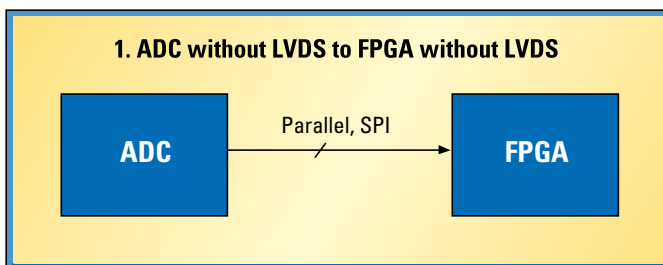 1. ADC without LVDS to FPGA without LVDS
Parallel, SPI
ADC
FPGA